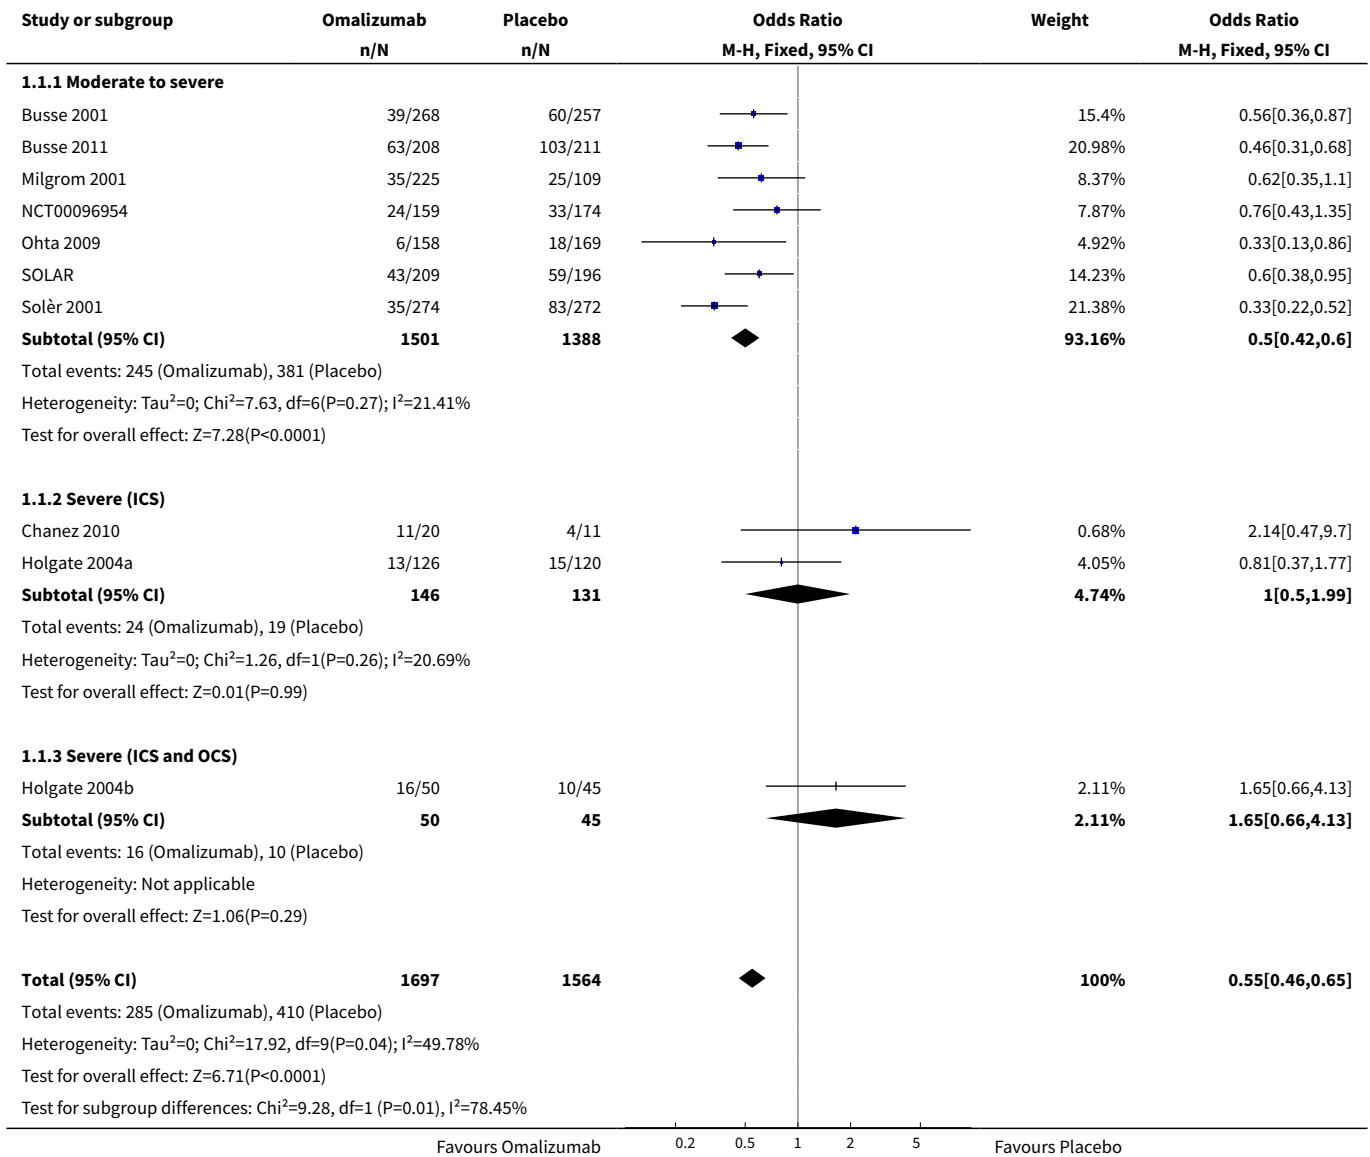 Study or subgroup Omalizumab Placebo Odds Ratio Weight Odds Ratio
n/N n/N M-H, Fixed, 95% CI M-H, Fixed, 95% CI
1.1.1 Moderate to severe
Busse 2001 39/268 60/257 15.4% 0.56[0.36,0.87]
Busse 2011 63/208 103/211 20.98% 0.46[0.31,0.68]
Milgrom 2001 35/225 25/109 8.37% 0.62[0.35,1.1]
NCT00096954 24/159 33/174 7.87% 0.76[0.43,1.35]
Ohta 2009 6/158 18/169 4.92% 0.33[0.13,0.86]
SOLAR 43/209 59/196 14.23% 0.6[0.38,0.95]
Solèr 2001 35/274 83/272 21.38% 0.33[0.22,0.52]
Subtotal (95% CI) 1501 1388 93.16% 0.5[0.42,0.6]
Total events: 245 (Omalizumab), 381 (Placebo)
Heterogeneity: Tau²=0; Chi²=7.63, df=6(P=0.27); I²=21.41%
Test for overall effect: Z=7.28(P<0.0001)
1.1.2 Severe (ICS)
Chanez 2010 11/20 4/11 0.68% 2.14[0.47,9.7]
Holgate 2004a 13/126 15/120 4.05% 0.81[0.37,1.77]
Subtotal (95% CI) 146 131 4.74% 1[0.5,1.99]
Total events: 24 (Omalizumab), 19 (Placebo)
Heterogeneity: Tau²=0; Chi²=1.26, df=1(P=0.26); I²=20.69%
Test for overall effect: Z=0.01(P=0.99)
1.1.3 Severe (ICS and OCS)
Holgate 2004b 16/50 10/45 2.11% 1.65[0.66,4.13]
Subtotal (95% CI) 50 45 2.11% 1.65[0.66,4.13]
Total events: 16 (Omalizumab), 10 (Placebo)
Heterogeneity: Not applicable
Test for overall effect: Z=1.06(P=0.29)
Total (95% CI) 1697 1564 100% 0.55[0.46,0.65]
Total events: 285 (Omalizumab), 410 (Placebo)
Heterogeneity: Tau²=0; Chi²=17.92, df=9(P=0.04); I²=49.78%
Test for overall effect: Z=6.71(P<0.0001)
Test for subgroup differences: Chi²=9.28, df=1 (P=0.01), I²=78.45%
Favours Omalizumab 0.2 0.5 1 2 5 Favours Placebo